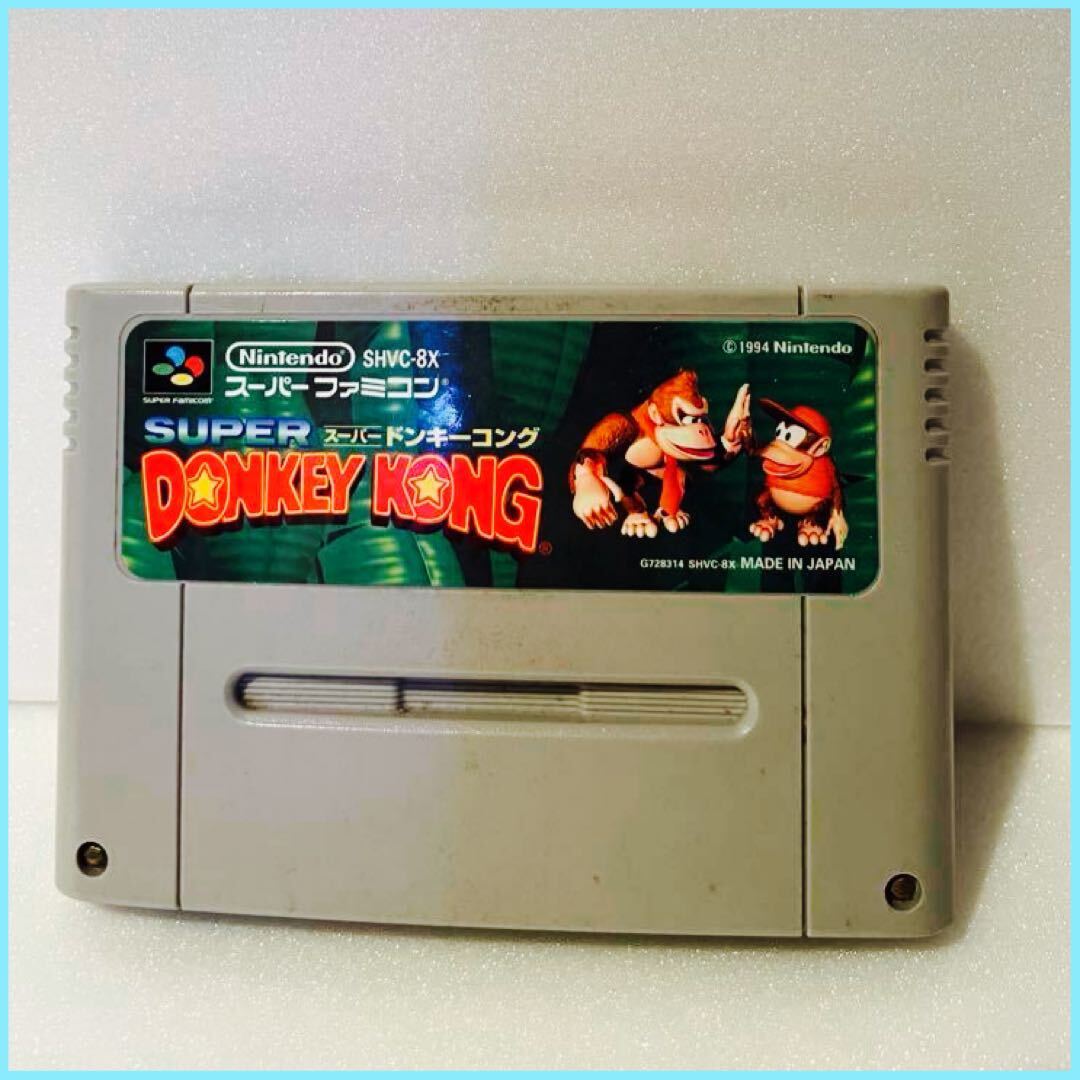 Nintendo® SHVC-8X
スーパーファミコン®
SUPER FAMICOM™
SUPER スーパードンキーコング
DONKEY KONG®
©1994 Nintendo
G728314 SHVC-8X MADE IN JAPAN